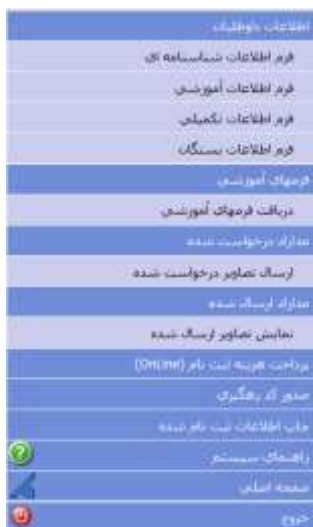 اطلاعات داوطلبان
فرم اطلاعات شناسنامه ای
فرم اطلاعات آموزشی
فرم اطلاعات تکمیلی
فرم اطلاعات بستگان
فرمهای آموزشی
دریافت فرمهای آموزشی
مدارک درخواست شده
ارسال تصاویر درخواست شده
مدارک ارسال شده
نمایش تصاویر ارسال شده
پرداخت هزینه ثبت نام (OnLine)
صدور کد رهگیری
چاپ اطلاعات ثبت نام شده
راهنمای سیستم
صفحه اصلی
خروج